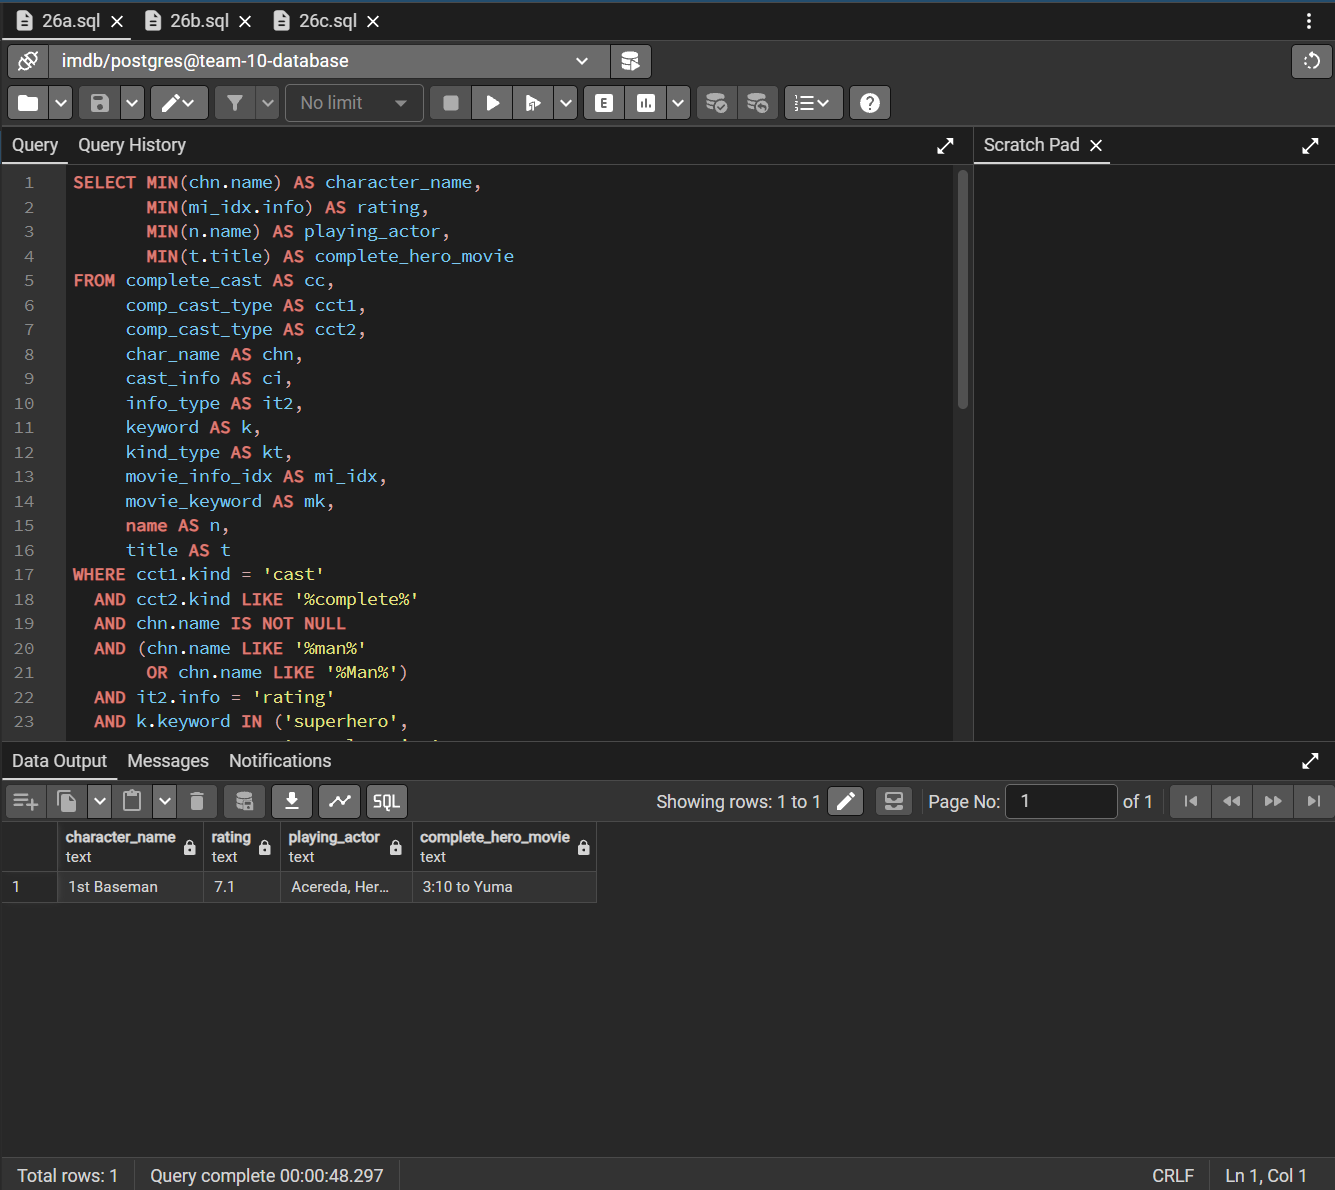 26a.sql 26b.sql 26c.sql
imdb/postgres@team-10-database
No limit E
Query Query History Scratch Pad
1 SELECT MIN(chn.name) AS character_name,
2 MIN(mi_idx.info) AS rating,
3 MIN(n.name) AS playing_actor,
4 MIN(t.title) AS complete_hero_movie
5 FROM complete_cast AS cc,
6 comp_cast_type AS cct1,
7 comp_cast_type AS cct2,
8 char_name AS chn,
9 cast_info AS ci,
10 info_type AS it2,
11 keyword AS k,
12 kind_type AS kt,
13 movie_info_idx AS mi_idx,
14 movie_keyword AS mk,
15 name AS n,
16 title AS t
17 WHERE cct1.kind = 'cast'
18 AND cct2.kind LIKE '%complete%'
19 AND chn.name IS NOT NULL
20 AND (chn.name LIKE '%man%'
21 OR chn.name LIKE '%Man%')
22 AND it2.info = 'rating'
23 AND k.keyword IN ('superhero',
Data Output Messages Notifications
SQL Showing rows: 1 to 1 Page No: 1 of 1
character_name rating playing_actor complete_hero_movie
text text text text
1 1st Baseman 7.1 Acereda, Her... 3:10 to Yuma
Total rows: 1 Query complete 00:00:48.297 CRLF Ln 1, Col 1